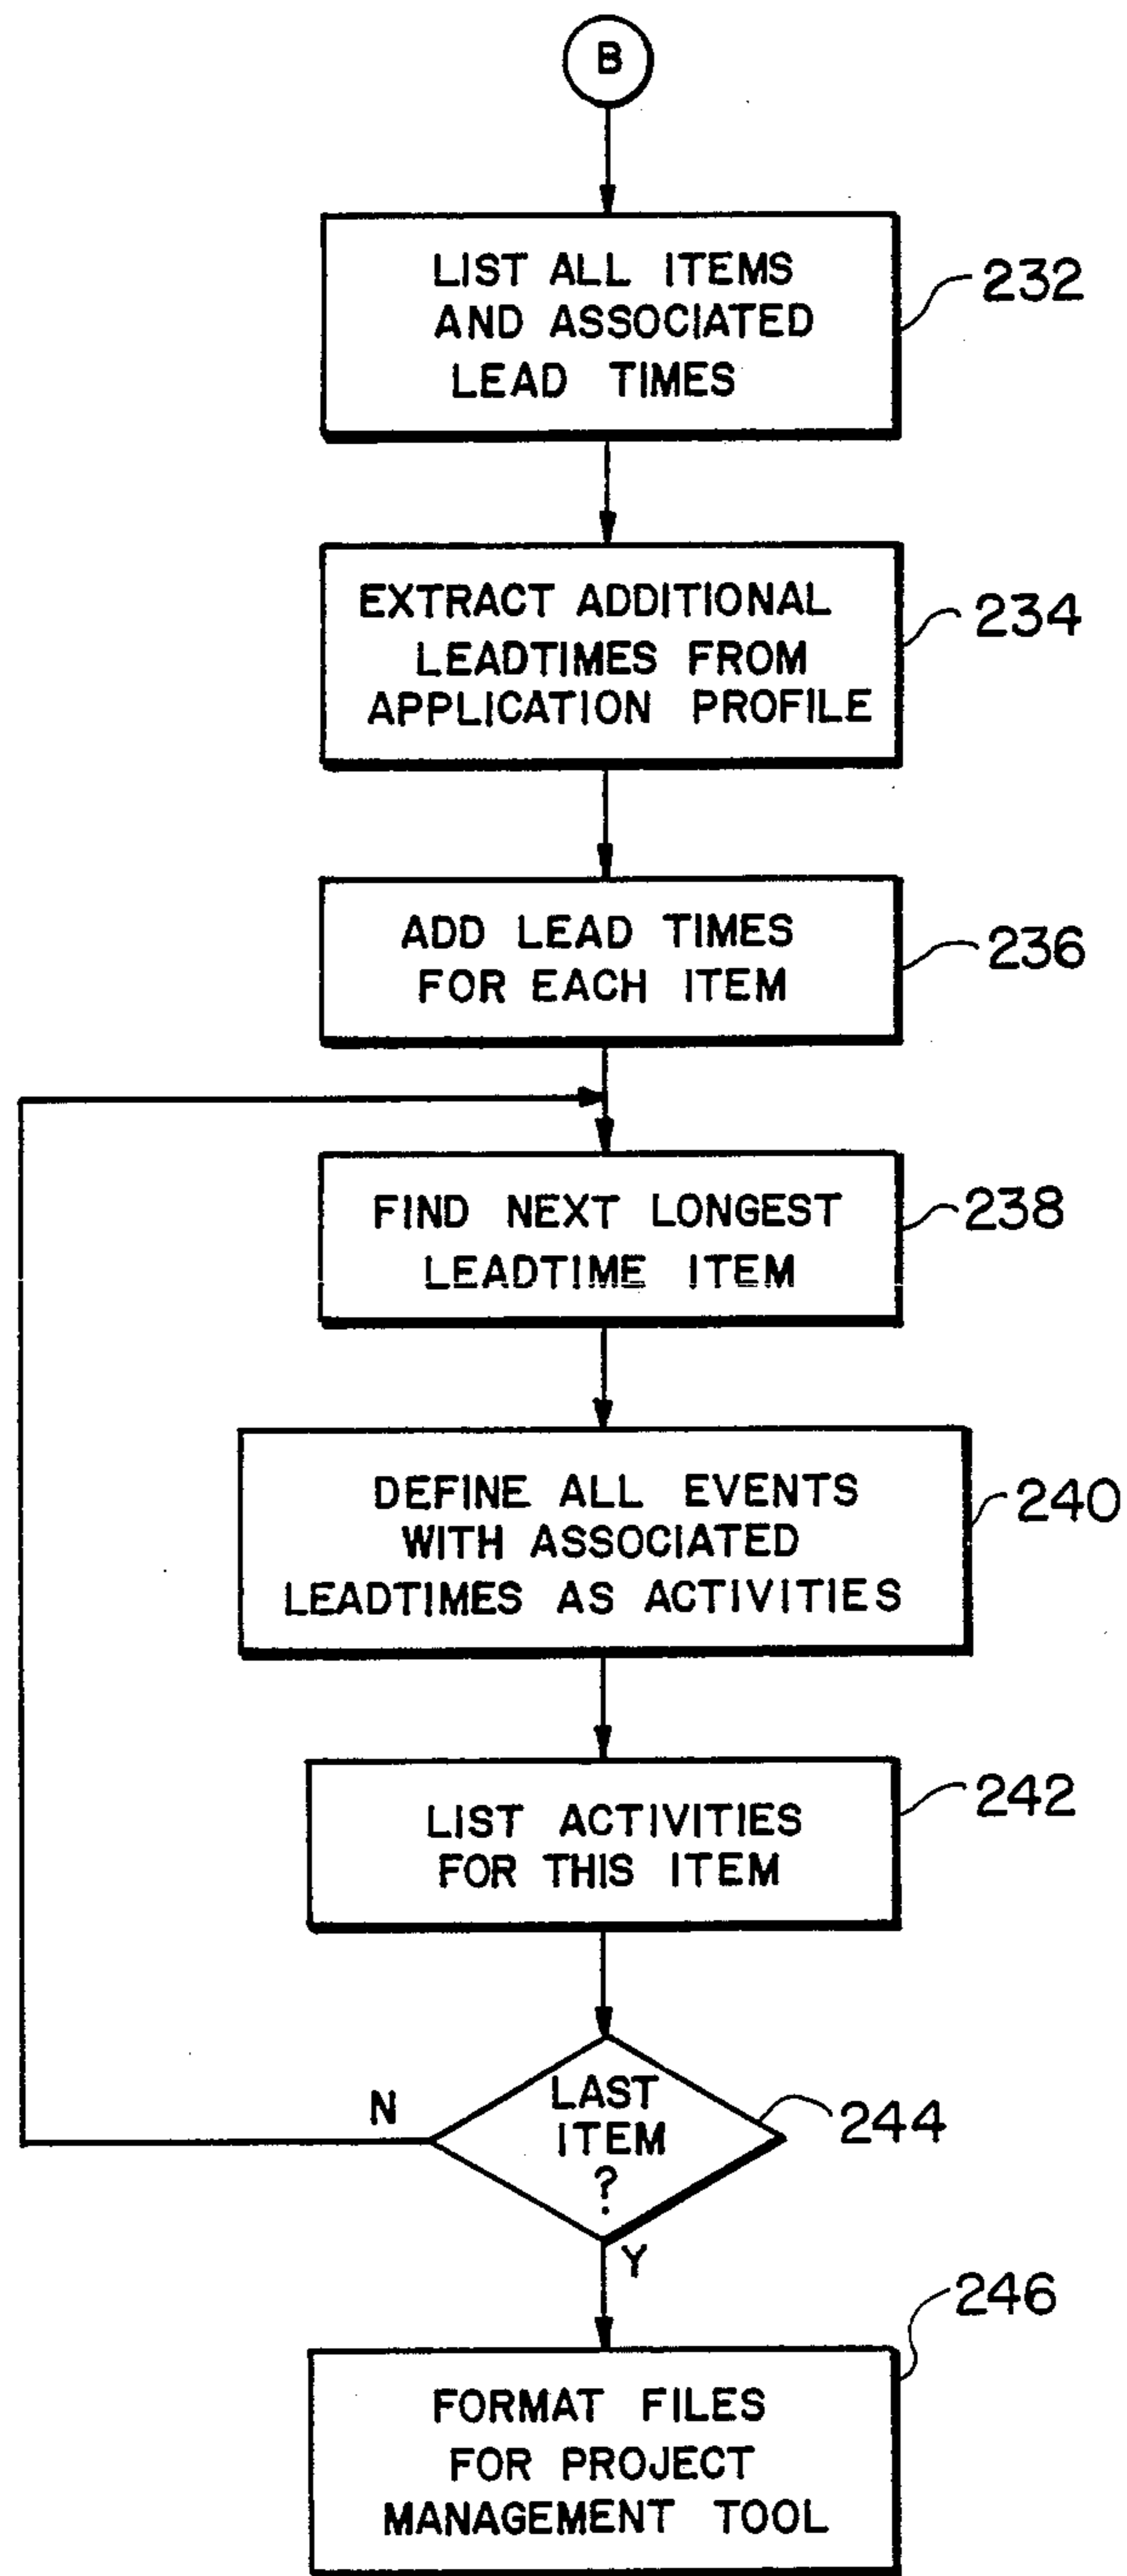 B
LIST ALL ITEMS
AND ASSOCIATED
LEAD TIMES
232
EXTRACT ADDITIONAL
LEADTIMES FROM
APPLICATION PROFILE
234
ADD LEAD TIMES
FOR EACH ITEM
236
FIND NEXT LONGEST
LEADTIME ITEM
238
DEFINE ALL EVENTS
WITH ASSOCIATED
LEADTIMES AS ACTIVITIES
240
LIST ACTIVITIES
FOR THIS ITEM
242
LAST
ITEM
?
244
N
Y
FORMAT FILES
FOR PROJECT
MANAGEMENT TOOL
246